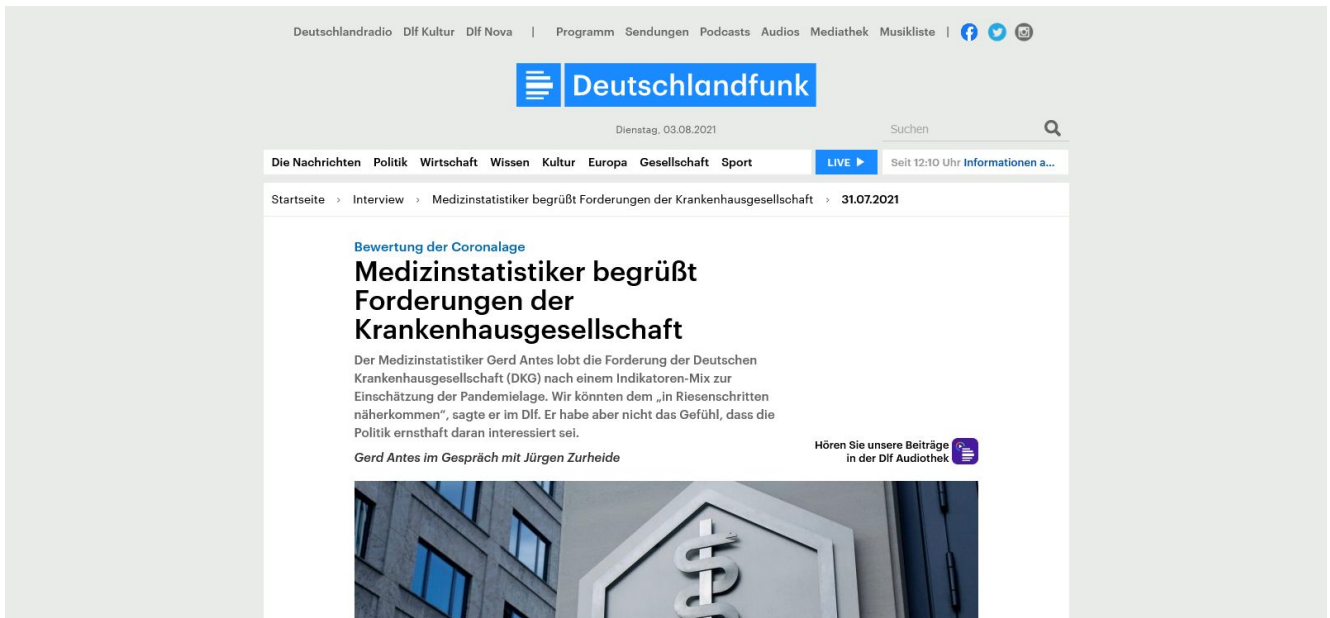 Deutschlandradio Dlf Kultur Dlf Nova | Programm Sendungen Podcasts Audios Mediathek Musikliste |
Deutschlandfunk
Dienstag, 03.08.2021
Suchen
Die Nachrichten Politik Wirtschaft Wissen Kultur Europa Gesellschaft Sport LIVE Seit 12:10 Uhr Informationen a...
Startseite › Interview › Medizinstatistiker begrüßt Forderungen der Krankenhausgesellschaft › 31.07.2021
Bewertung der Coronalage
Medizinstatistiker begrüßt
Forderungen der
Krankenhausgesellschaft
Der Medizinstatistiker Gerd Antes lobt die Forderung der Deutschen
Krankenhausgesellschaft (DKG) nach einem Indikatoren-Mix zur
Einschätzung der Pandemielage. Wir könnten dem „in Riesenschritten
näherkommen“, sagte er im Dlf. Er habe aber nicht das Gefühl, dass die
Politik ernsthaft daran interessiert sei.
Gerd Antes im Gespräch mit Jürgen Zurheide
Hören Sie unsere Beiträge
in der Dlf Audiothek